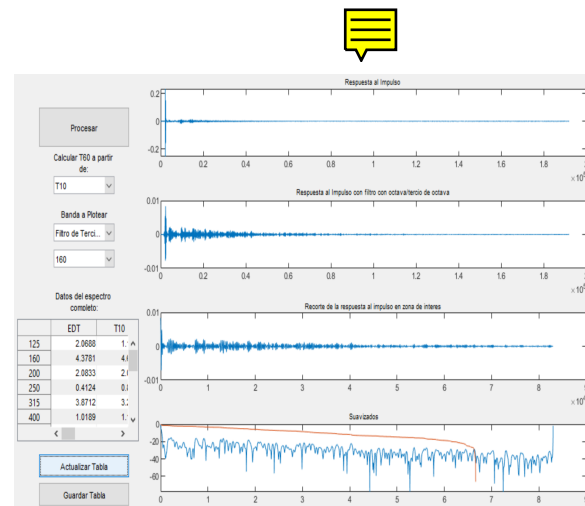 Procesar
Calcular T60 a partir
de:
T10
Banda a Plotear
Filtro de Terci...
160
Datos del espectro
completo:
EDT T10
125 2.0688
160 4.3781
200 2.0833
250 0.4124
315 3.8712
400 1.0189
Actualizar Tabla
Guardar Tabla
Respuesta al Impulso
0.2
0
-0.2
0 0.2 0.4 0.6 0.8 1 1.2 1.4 1.6 1.8
Respuesta al Impulso con filtro con octava/tercio de octava
0.01
0
-0.01
0 0.2 0.4 0.6 0.8 1 1.2 1.4 1.6 1.8
Recorte de la respuesta al impulso en zona de interes
0.01
0
-0.01
0 1 2 3 4 5 6 7 8
Suavizados
0
-20
-40
-60
0 1 2 3 4 5 6 7 8 9